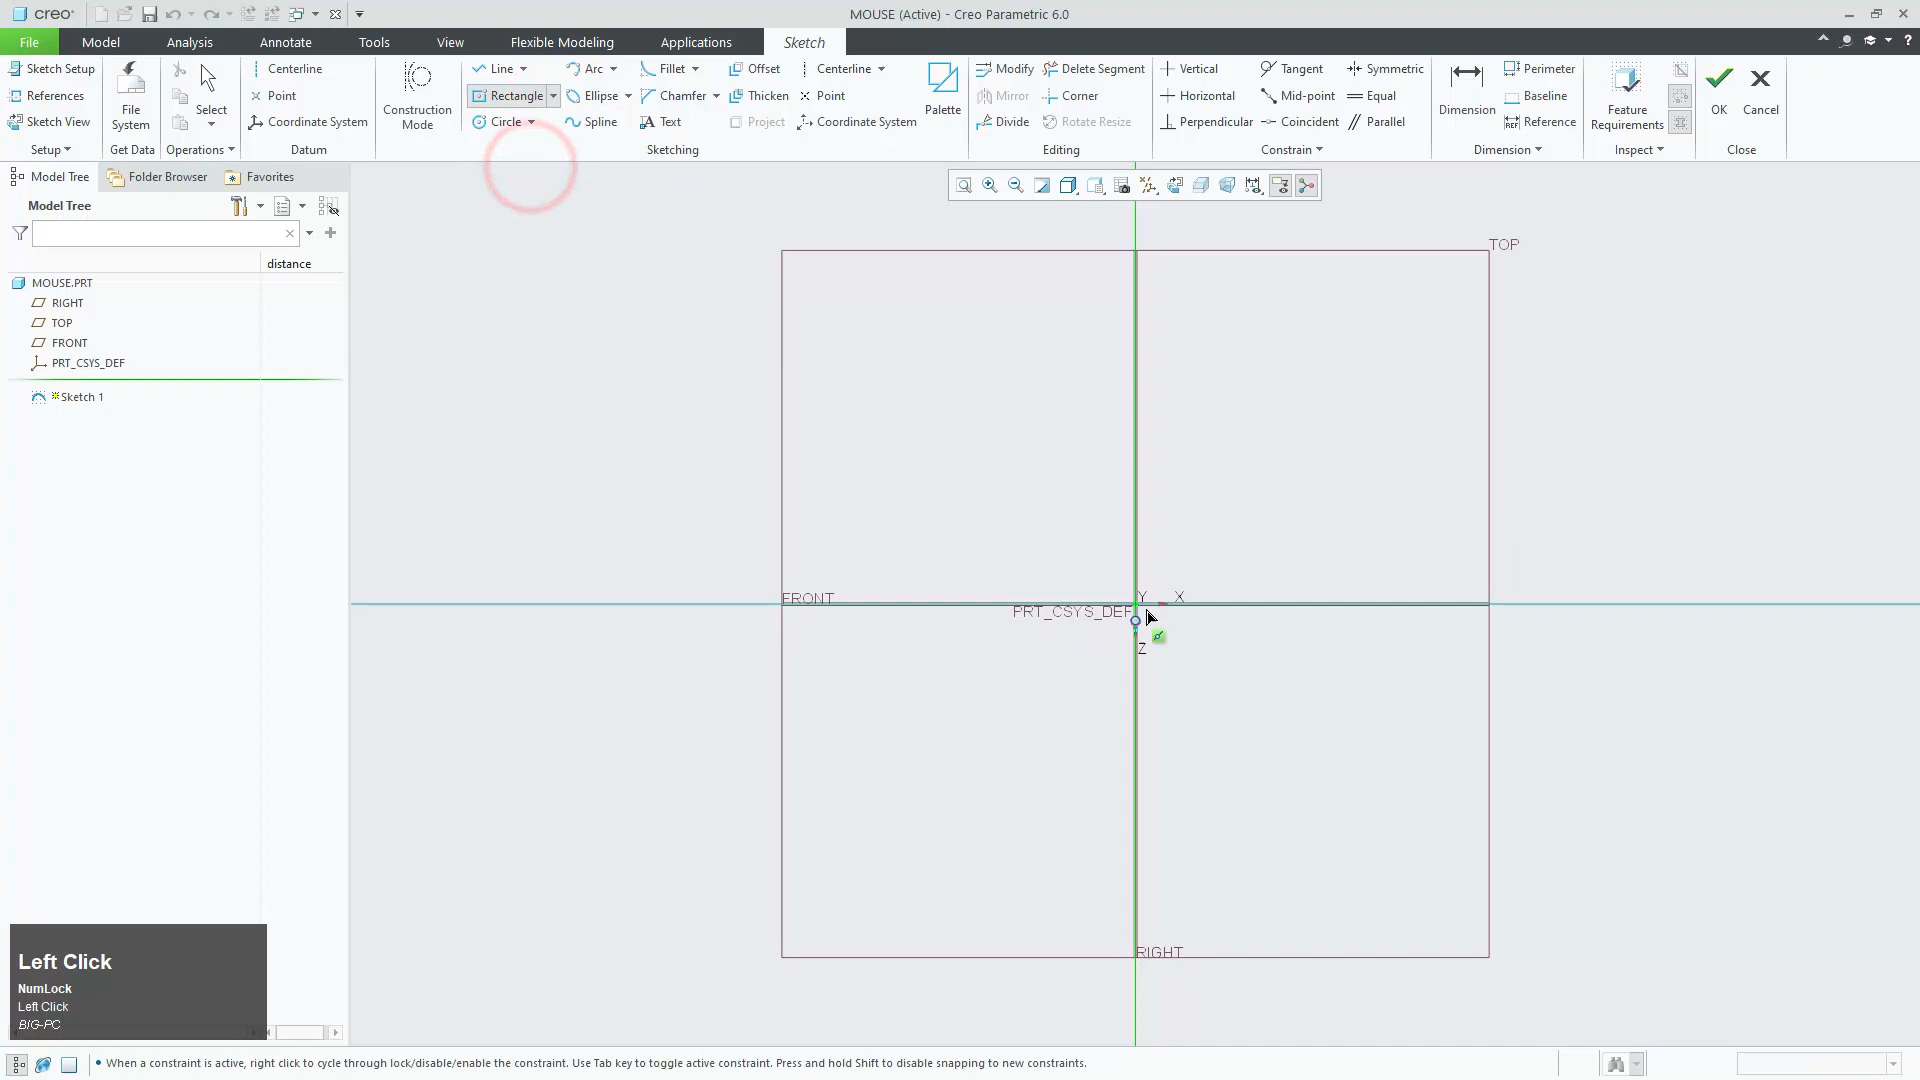 creo
MOUSE (Active) - Creo Parametric 6.0
File
Model
Analysis
Annotate
Tools
View
Flexible Modeling
Applications
Sketch
Sketch Setup
References
Sketch View
Setup
File
System
Get Data
Select
Operations
Centerline
Point
Coordinate System
Datum
Construction
Mode
Line
Arc
Fillet
Offset
Centerline
Rectangle
Ellipse
Chamfer
Thicken
Point
Circle
Spline
Text
Project
Coordinate System
Palette
Sketching
Modify
Delete Segment
Mirror
Corner
Divide
Rotate Resize
Editing
Vertical
Tangent
Symmetric
Horizontal
Mid-point
Equal
Perpendicular
Coincident
Parallel
Constrain
Dimension
Perimeter
Baseline
Reference
Dimension
Feature
Requirements
Inspect
OK
Cancel
Close
Model Tree
Folder Browser
Favorites
Model Tree
distance
MOUSE.PRT
RIGHT
TOP
FRONT
PRT_CSYS_DEF
Sketch 1
TOP
FRONT
Y
X
PRT_CSYS_DEF
Z
RIGHT
Left Click
NumLock
Left Click
BIG-PC
• When a constraint is active, right click to cycle through lock/disable/enable the constraint. Use Tab key to toggle active constraint. Press and hold Shift to disable snapping to new constraints.